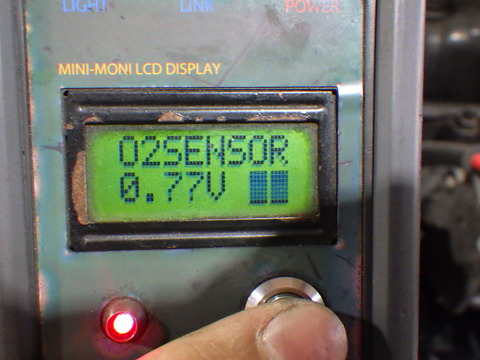 LIGHT LINK POWER
MINI-MONI LCD DISPLAY
O2SENSOR
0.77V